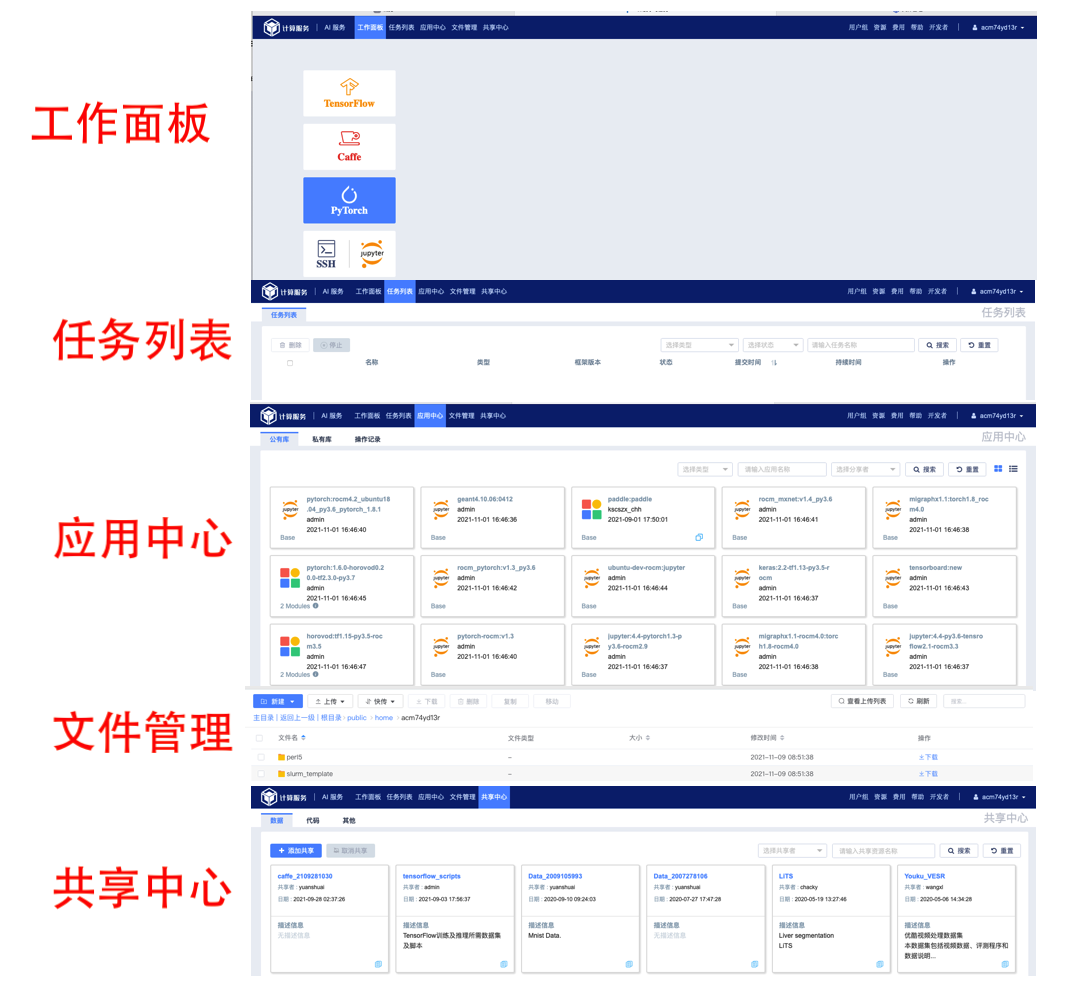 计算服务 | AI 服务 工作面板 任务列表 应用中心 文件管理 共享中心 用户组 资源 费用 帮助 开发者 | acm74yd13r
工作面板
TensorFlow
Caffe
PyTorch
SSH jupyter
计算服务 | AI 服务 工作面板 任务列表 应用中心 文件管理 共享中心 用户组 资源 费用 帮助 开发者 | acm74yd13r
任务列表
任务列表 任务列表
删除 停止 选择类型 选择状态 请输入任务名称 搜索 重置
名称 类型 框架版本 状态 提交时间 持续时间 操作
计算服务 | AI 服务 工作面板 任务列表 应用中心 文件管理 共享中心 用户组 资源 费用 帮助 开发者 | acm74yd13r
应用中心
公有库 私有库 操作记录 应用中心
选择类型 请输入应用名称 选择分享者 搜索 重置
jupyter pytorch:rocm4.2_ubuntu18
.04_py3.6_pytorch_1.8.1
admin
2021-11-01 16:46:40
Base
jupyter geant4.10.06:0412
admin
2021-11-01 16:46:36
Base
paddle:paddle
kscszx_chh
2021-09-01 17:50:01
Base
jupyter rocm_mxnet:v1.4_py3.6
admin
2021-11-01 16:46:41
Base
jupyter migraphx1.1:torch1.8_roc
m4.0
admin
2021-11-01 16:46:38
Base
pytorch:1.6.0-horovod0.2
0.0-tf2.3.0-py3.7
admin
2021-11-01 16:46:45
2 Modules
jupyter rocm_pytorch:v1.3_py3.6
admin
2021-11-01 16:46:42
Base
jupyter ubuntu-dev-rocm:jupyter
admin
2021-11-01 16:46:44
Base
jupyter keras:2.2-tf1.13-py3.5-r
ocm
admin
2021-11-01 16:46:37
Base
jupyter tensorboard:new
admin
2021-11-01 16:46:43
Base
horovod:tf1.15-py3.5-roc
m3.5
admin
2021-11-01 16:46:47
2 Modules
jupyter pytorch-rocm:v1.3
admin
2021-11-01 16:46:40
Base
jupyter jupyter:4.4-pytorch1.3-p
y3.6-rocm2.9
admin
2021-11-01 16:46:37
Base
jupyter migraphx1.1-rocm4.0:torc
h1.8-rocm4.0
admin
2021-11-01 16:46:38
Base
jupyter jupyter:4.4-py3.6-tensro
flow2.1-rocm3.3
admin
2021-11-01 16:46:37
Base
文件管理
新建 上传 快传 下载 删除 复制 移动 查看上传列表 刷新 搜索...
主目录 | 返回上一级 | 根目录 › public › home › acm74yd13r
文件名 文件类型 大小 修改时间 操作
perl5 – 2021-11-09 08:51:38 下载
slurm_template – 2021-11-09 08:51:38 下载
计算服务 | AI 服务 工作面板 任务列表 应用中心 文件管理 共享中心 用户组 资源 费用 帮助 开发者 | acm74yd13r
共享中心
数据 代码 其他 共享中心
+ 添加共享 取消共享 选择共享者 请输入共享资源名称 搜索 重置
caffe_2109281030
共享者 : yuanshuai
日期 : 2021-09-28 02:37:26
描述信息
无描述信息
tensorflow_scripts
共享者 : admin
日期 : 2021-09-03 17:56:37
描述信息
TensorFlow训练及推理所需数据集
及脚本
Data_2009105993
共享者 : yuanshuai
日期 : 2020-09-10 09:24:03
描述信息
Mnist Data.
Data_2007278106
共享者 : yuanshuai
日期 : 2020-07-27 17:47:28
描述信息
无描述信息
LiTS
共享者 : chacky
日期 : 2020-05-19 13:27:46
描述信息
Liver segmentation
LiTS
Youku_VESR
共享者 : wangxl
日期 : 2020-05-06 14:34:28
描述信息
优酷视频处理数据集
本数据集包括视频数据、评测程序和
数据说明...